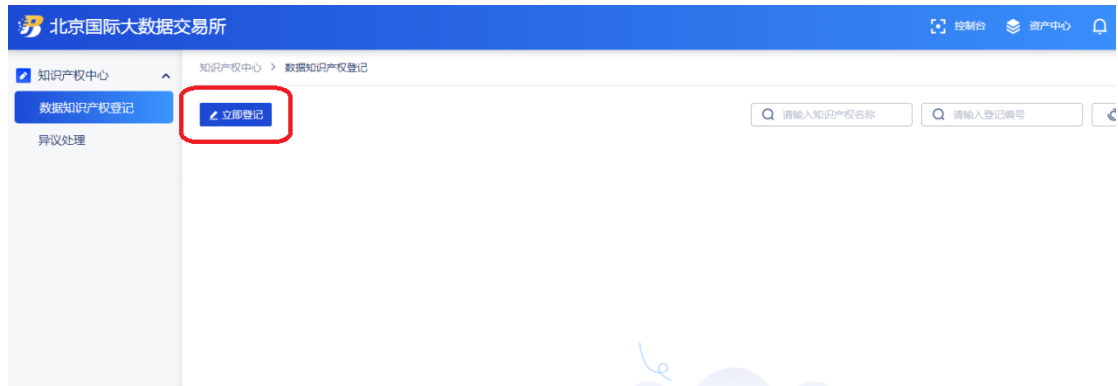 北京国际大数据交易所
控制台
资产中心
知识产权中心
数据知识产权登记
异议处理
知识产权中心 > 数据知识产权登记
立即登记
请输入知识产权名称
请输入登记编号